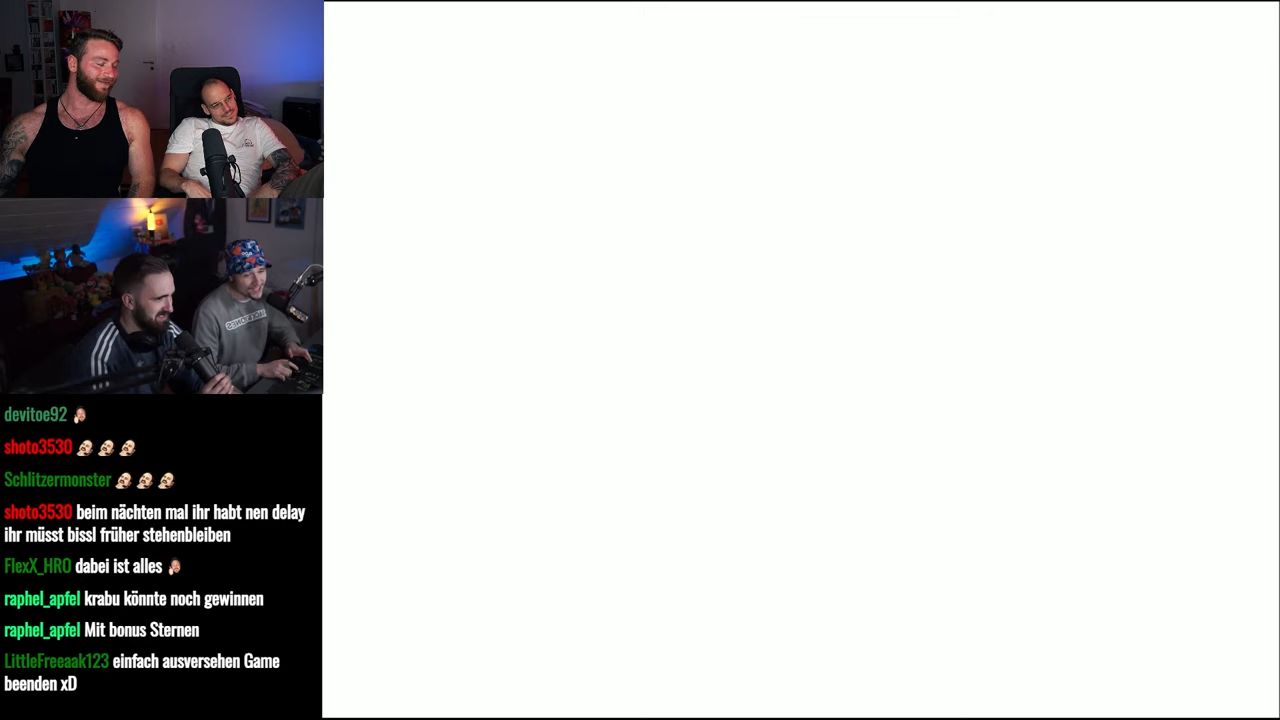 devitoe92
shoto3530
Schlitzermonster
shoto3530 beim nächten mal ihr habt nen delay
ihr müsst bissl früher stehenbleiben
FlexX_HRO dabei ist alles
raphel_apfel krabu könnte noch gewinnen
raphel_apfel Mit bonus Sternen
LittleFreeaak123 einfach ausversehen Game
beenden xD